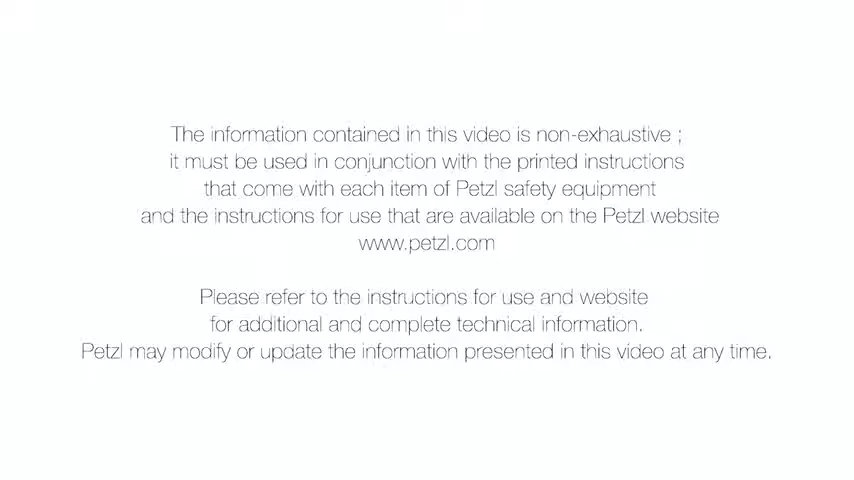 The information contained in this video is non-exhaustive ;
it must be used in conjunction with the printed instructions
that come with each item of Petzl safety equipment
and the instructions for use that are available on the Petzl website
www.petzl.com
Please refer to the instructions for use and website
for additional and complete technical information.
Petzl may modify or update the information presented in this video at any time.